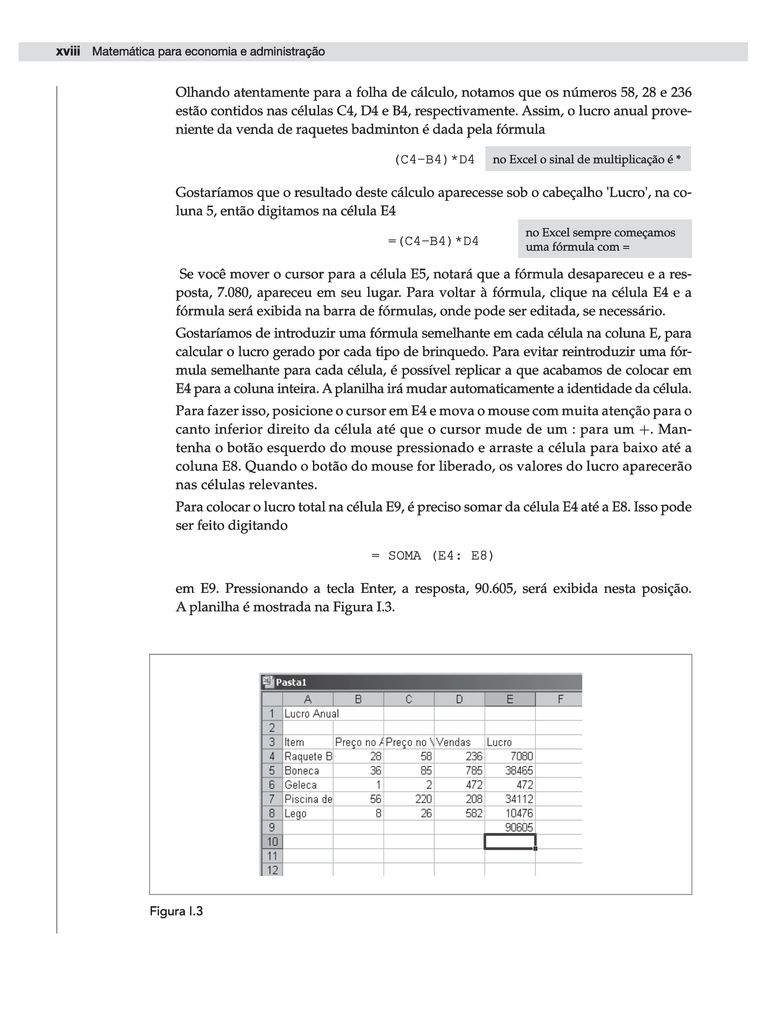 xviii Matemática para economia e administração
Olhando atentamente para a folha de cálculo, notamos que os números 58, 28 e 236
estão contidos nas células C4, D4 e B4, respectivamente. Assim, o lucro anual prove-
niente da venda de raquetes badminton é dada pela fórmula
(C4−B4)*D4 no Excel o sinal de multiplicação é *
Gostaríamos que o resultado deste cálculo aparecesse sob o cabeçalho 'Lucro', na co-
luna 5, então digitamos na célula E4
=(C4−B4)*D4
no Excel sempre começamos
uma fórmula com =
Se você mover o cursor para a célula E5, notará que a fórmula desapareceu e a res-
posta, 7.080, apareceu em seu lugar. Para voltar à fórmula, clique na célula E4 e a
fórmula será exibida na barra de fórmulas, onde pode ser editada, se necessário.
Gostaríamos de introduzir uma fórmula semelhante em cada célula na coluna E, para
calcular o lucro gerado por cada tipo de brinquedo. Para evitar reintroduzir uma fór-
mula semelhante para cada célula, é possível replicar a que acabamos de colocar em
E4 para a coluna inteira. A planilha irá mudar automaticamente a identidade da célula.
Para fazer isso, posicione o cursor em E4 e mova o mouse com muita atenção para o
canto inferior direito da célula até que o cursor mude de um : para um +. Man-
tenha o botão esquerdo do mouse pressionado e arraste a célula para baixo até a
coluna E8. Quando o botão do mouse for liberado, os valores do lucro aparecerão
nas células relevantes.
Para colocar o lucro total na célula E9, é preciso somar da célula E4 até a E8. Isso pode
ser feito digitando
= SOMA (E4: E8)
em E9. Pressionando a tecla Enter, a resposta, 90.605, será exibida nesta posição.
A planilha é mostrada na Figura I.3.
Pasta1
A B C D E F
1 Lucro Anual
2
3 Item Preço no A Preço no V Vendas Lucro
4 Raquete B 28 58 236 7080
5 Boneca 36 85 785 38465
6 Geleca 1 2 472 472
7 Piscina de 56 220 208 34112
8 Lego 8 26 582 10476
9 90605
10
11
12
Figura I.3